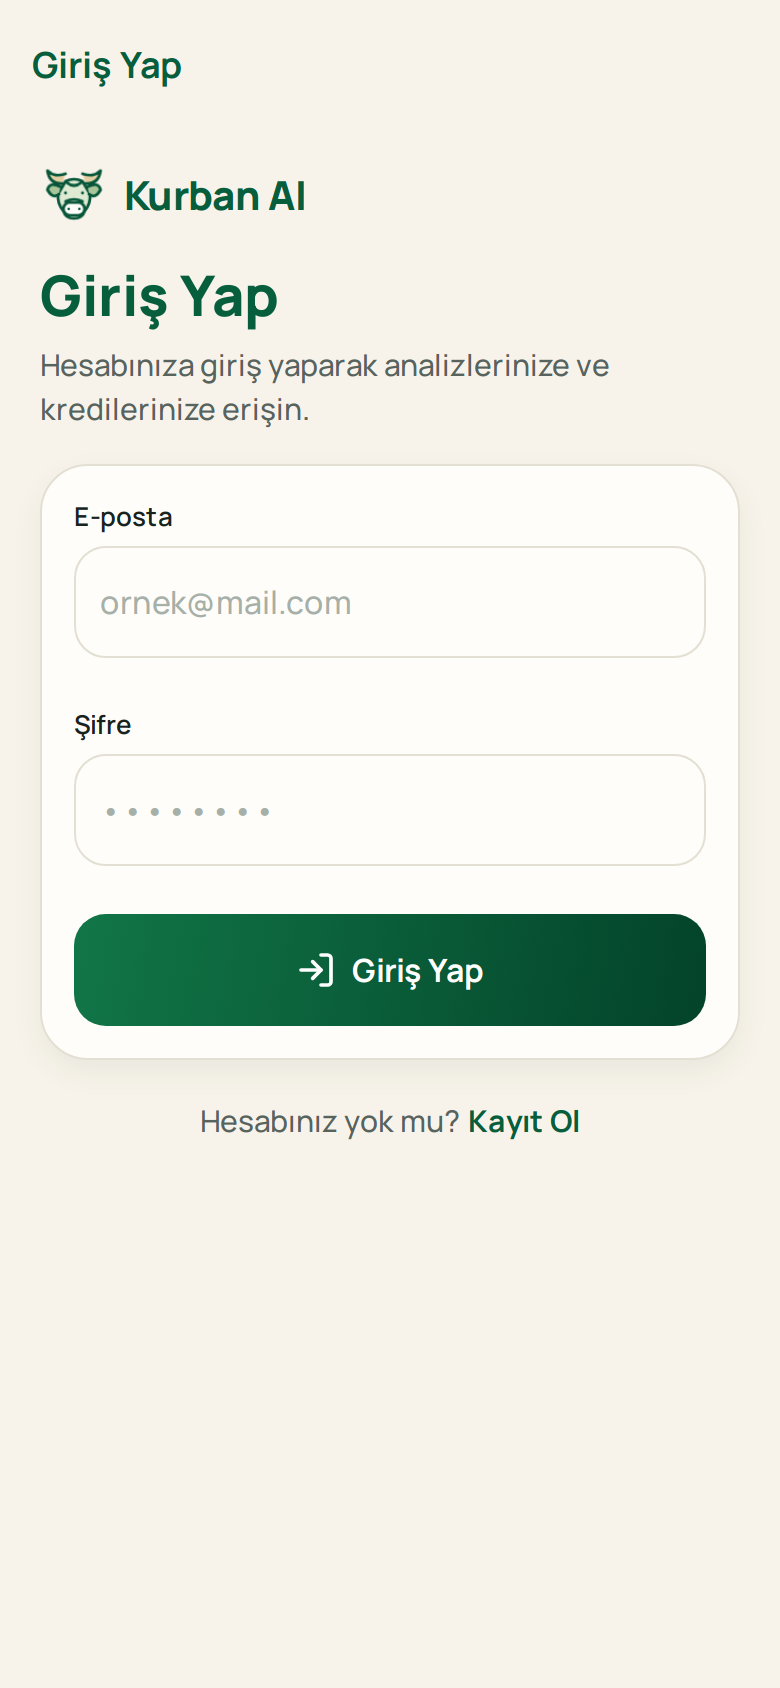 Giriş Yap
Kurban AI
Giriş Yap
Hesabınıza giriş yaparak analizlerinize ve
kredilerinize erişin.
E-posta
ornek@mail.com
Şifre
••••••••
Giriş Yap
Hesabınız yok mu? Kayıt Ol